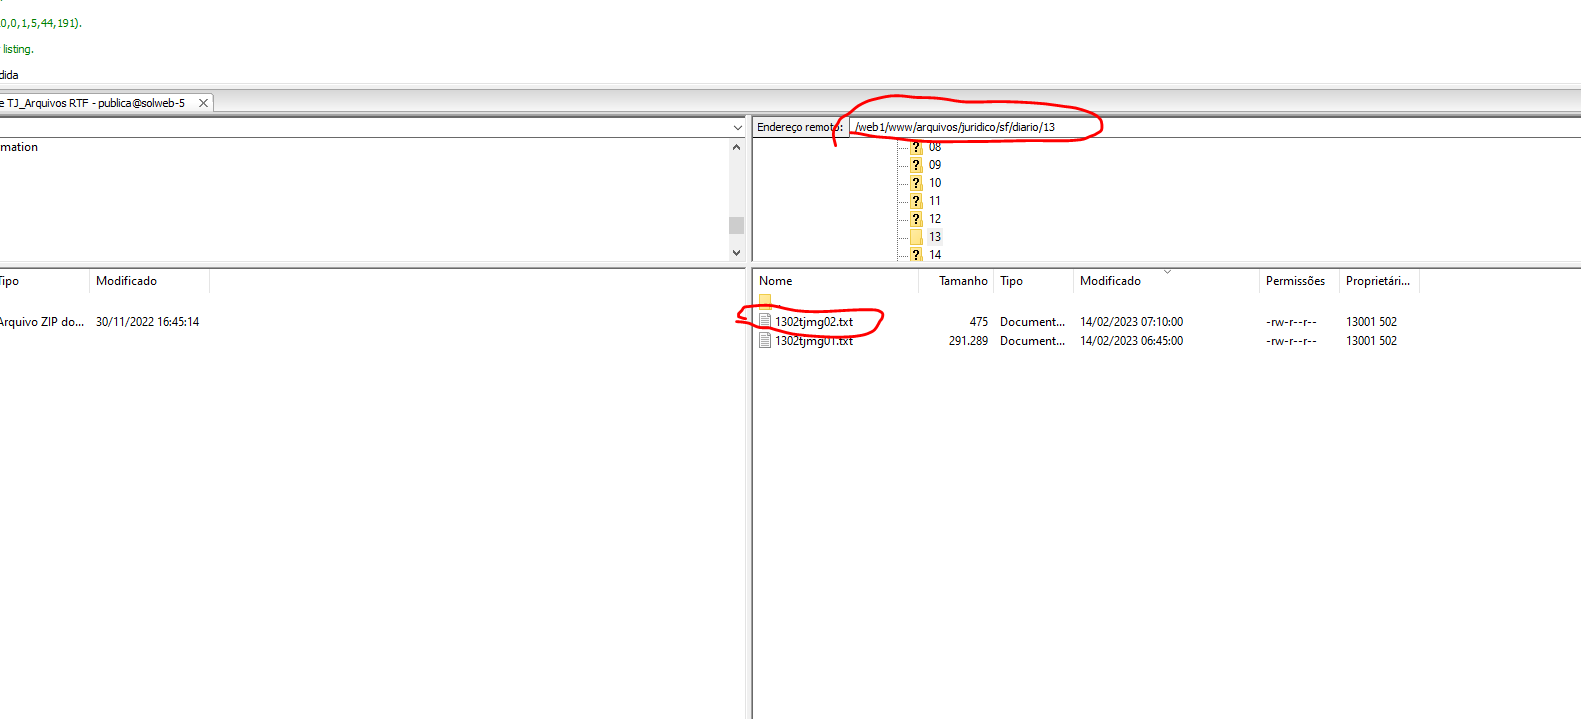 0,0,1,5,44,191).
listing.
dida
e TJ_Arquivos RTF - publica@solweb-5
Endereço remoto: /web1/www/arquivos/juridico/sf/diario/13
mation
08
09
10
11
12
13
14
Tipo Modificado
Arquivo ZIP do... 30/11/2022 16:45:14
Nome Tamanho Tipo Modificado Permissões Proprietári...
..
1302tjmg02.txt 475 Document... 14/02/2023 07:10:00 -rw-r--r-- 13001 502
1302tjmg01.txt 291.289 Document... 14/02/2023 06:45:00 -rw-r--r-- 13001 502